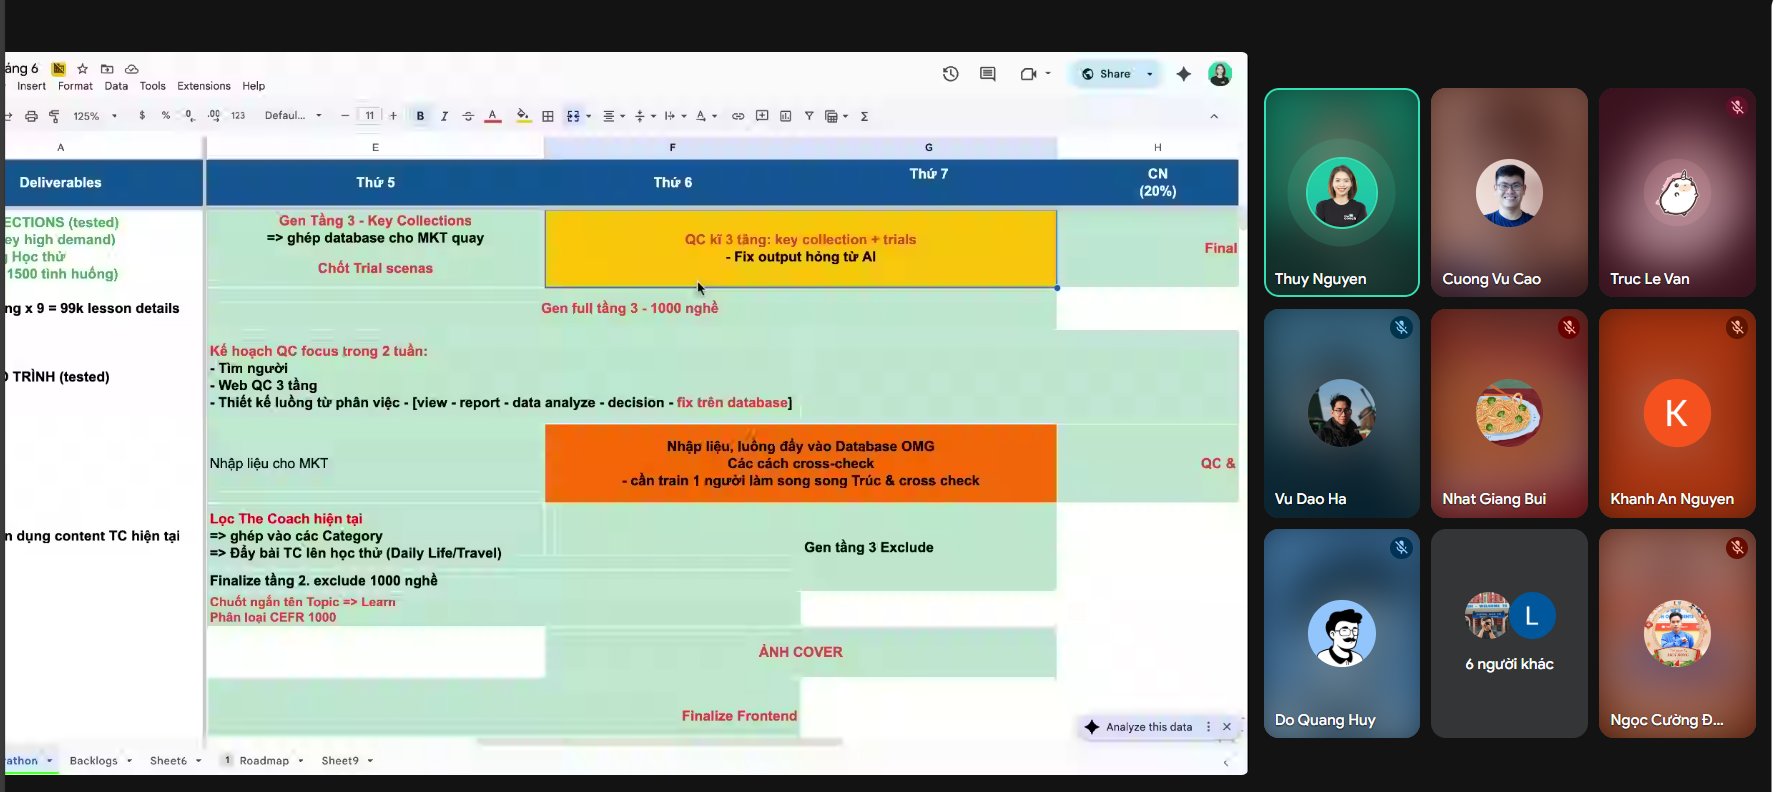 áng 6
Share
Insert Format Data Tools Extensions Help
125% $ % .0 .00 123 Defaul... − 11 + B I A Σ
A E F G H
Deliverables
Thứ 5
Thứ 6
Thứ 7
CN
(20%)
ECTIONS (tested)
ey high demand)
Học thử
1500 tình huống)
Gen Tầng 3 - Key Collections
=> ghép database cho MKT quay
Chốt Trial scenas
QC kĩ 3 tầng: key collection + trials
- Fix output hỏng từ AI
Final
ng x 9 = 99k lesson details
Gen full tầng 3 - 1000 nghề
TRÌNH (tested)
Kế hoạch QC focus trong 2 tuần:
- Tìm người
- Web QC 3 tầng
- Thiết kế luồng từ phân việc - [view - report - data analyze - decision - fix trên database]
Nhập liệu cho MKT
Nhập liệu, luồng đẩy vào Database OMG
Các cách cross-check
- cần train 1 người làm song song Trúc & cross check
QC &
n dụng content TC hiện tại
Lọc The Coach hiện tại
=> ghép vào các Category
=> Đẩy bài TC lên học thử (Daily Life/Travel)
Finalize tầng 2. exclude 1000 nghề
Gen tầng 3 Exclude
Chuốt ngắn tên Topic => Learn
Phân loại CEFR 1000
ẢNH COVER
Finalize Frontend
Analyze this data
athon Backlogs Sheet6 1 Roadmap Sheet9
Thuy Nguyen
Cuong Vu Cao
Truc Le Van
Vu Dao Ha
Nhat Giang Bui
K
Khanh An Nguyen
Do Quang Huy
L
6 người khác
Ngọc Cường Đ...